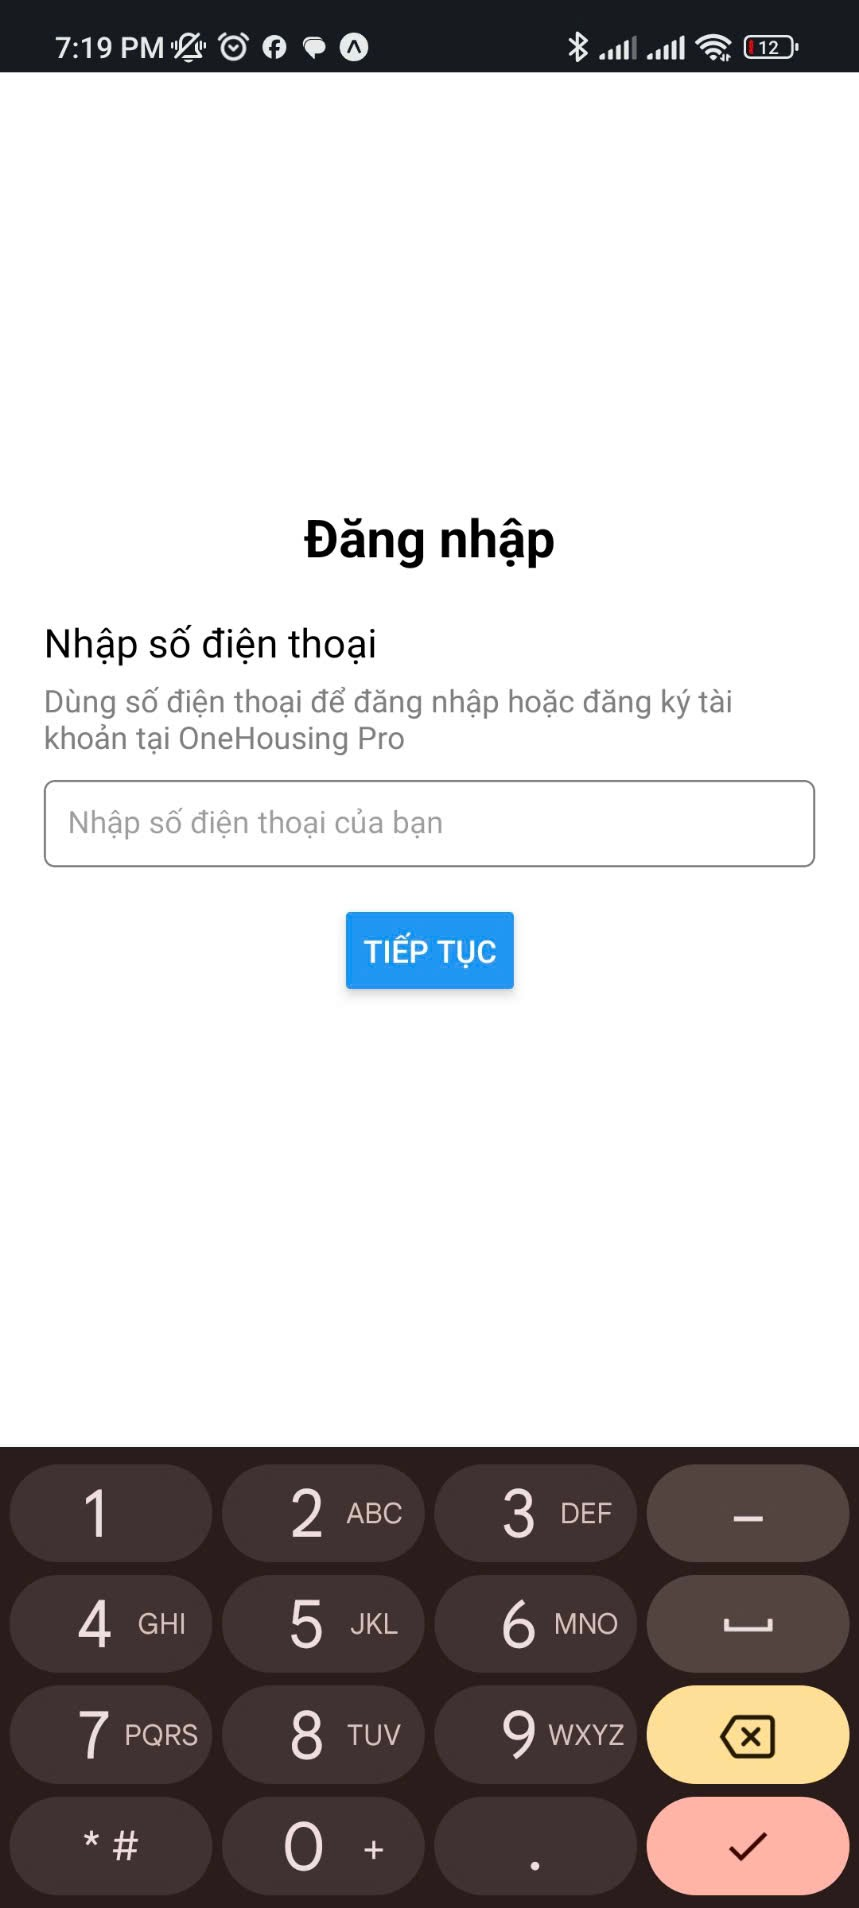 7:19 PM
12
Đăng nhập
Nhập số điện thoại
Dùng số điện thoại để đăng nhập hoặc đăng ký tài
khoản tại OneHousing Pro
Nhập số điện thoại của bạn
TIẾP TỤC
1 2 ABC 3 DEF –
4 GHI 5 JKL 6 MNO
7 PQRS 8 TUV 9 WXYZ
* # 0 + .